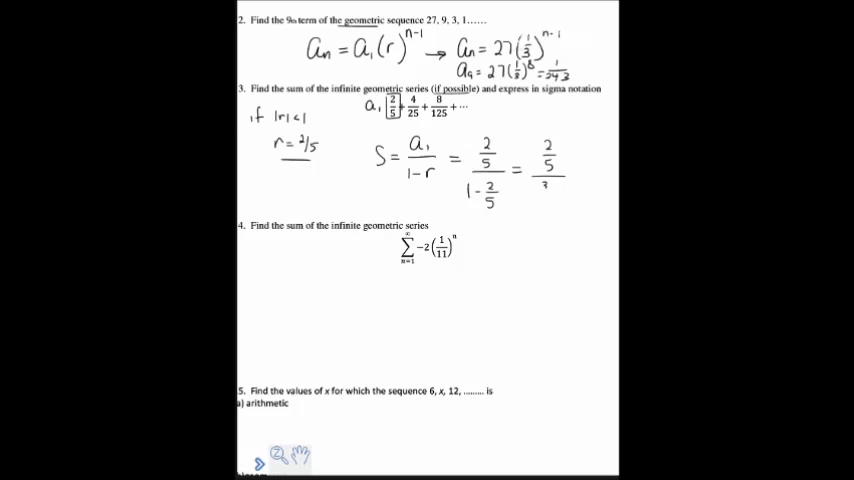 2. Find the 9th term of the geometric sequence 27, 9, 3, 1……
aₙ = a₁(r)ⁿ⁻¹ → aₙ = 27(1/3)ⁿ⁻¹
a₉ = 27(1/3)⁸ = 1/243
3. Find the sum of the infinite geometric series (if possible) and express in sigma notation
a₁ 2/5 + 4/25 + 8/125 + ⋯
if |r| < 1
r = 2/5
S = a₁/(1-r) = (2/5)/(1 - 2/5) = (2/5)/3
4. Find the sum of the infinite geometric series
∑ₙ₌₁^∞ −2(1/11)ⁿ
5. Find the values of x for which the sequence 6, x, 12, ……… is
a) arithmetic